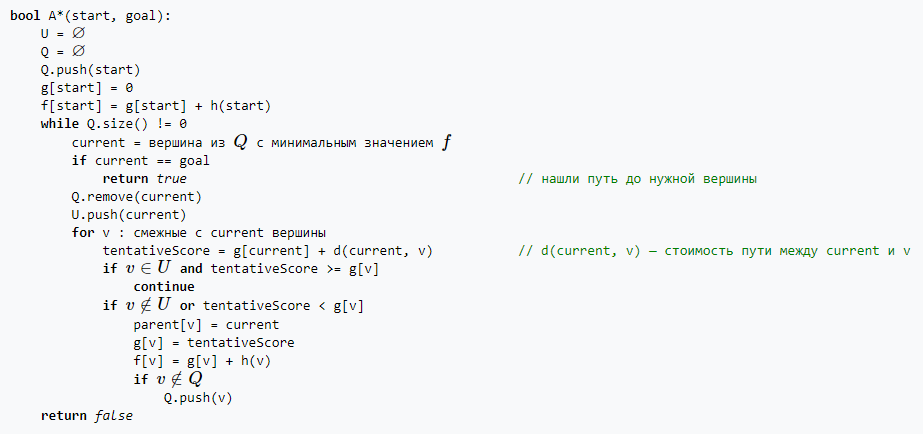 bool A*(start, goal):
    U = ∅
    Q = ∅
    Q.push(start)
    g[start] = 0
    f[start] = g[start] + h(start)
    while Q.size() != 0
        current = вершина из Q с минимальным значением f
        if current == goal
            return true // нашли путь до нужной вершины
        Q.remove(current)
        U.push(current)
        for v : смежные с current вершины
            tentativeScore = g[current] + d(current, v) // d(current, v) — стоимость пути между current и v
            if v ∈ U and tentativeScore >= g[v]
                continue
            if v ∉ U or tentativeScore < g[v]
                parent[v] = current
                g[v] = tentativeScore
                f[v] = g[v] + h(v)
                if v ∉ Q
                    Q.push(v)
    return false